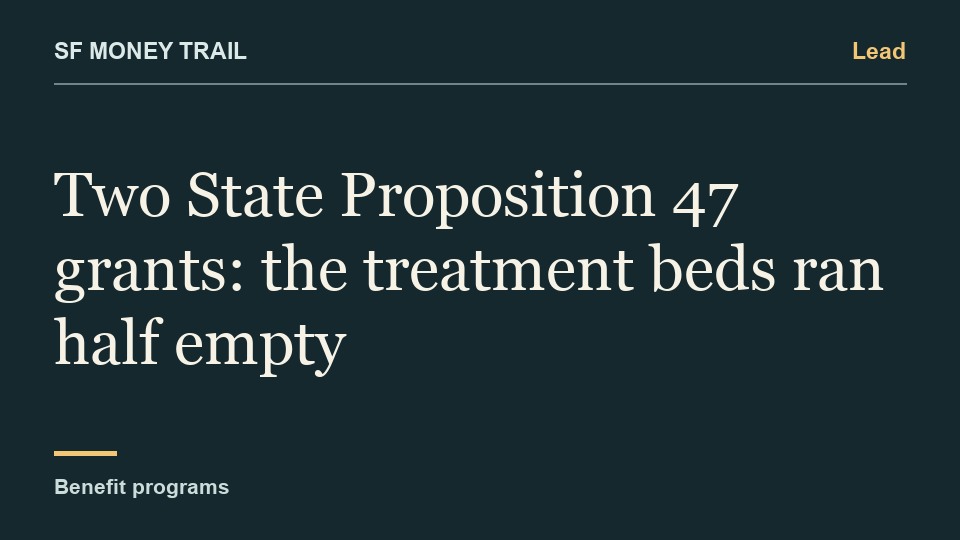 SF MONEY TRAIL
Lead
Two State Proposition 47
grants: the treatment beds ran
half empty
Benefit programs